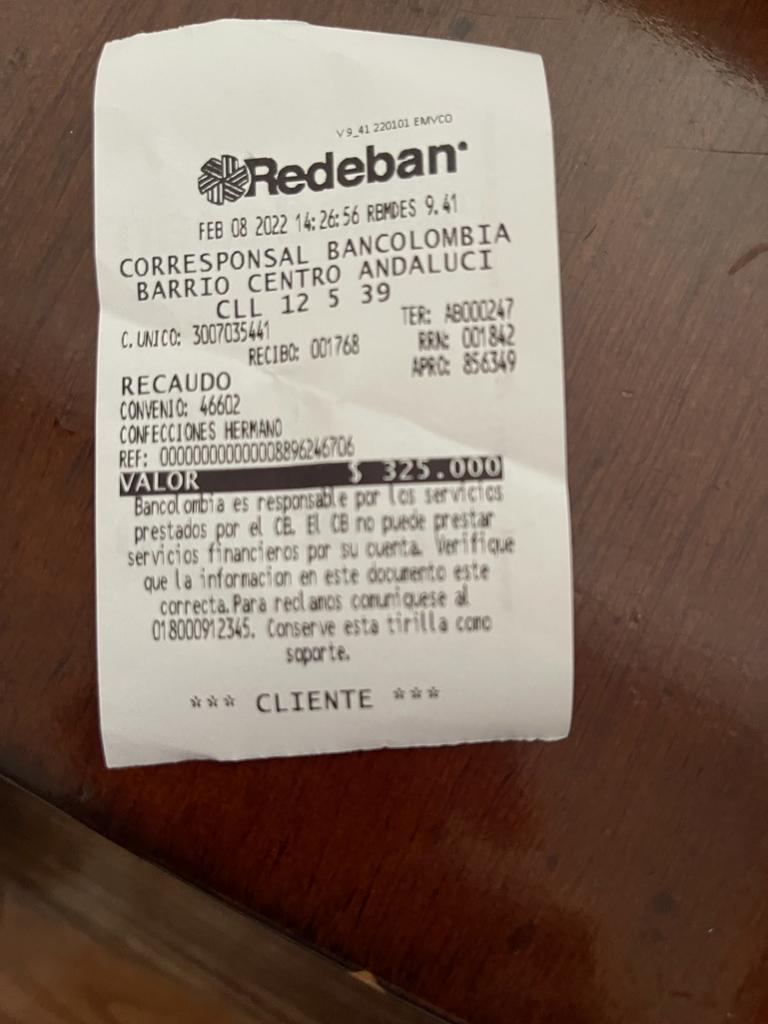 V9_41 220101 EMVCO
Redeban
FEB 08 2022 14:26:56 RBMDES 9.41
CORRESPONSAL BANCOLOMBIA
BARRIO CENTRO ANDALUCI
CLL 12 5 39
C. UNICO: 3007035441 TER: AB000247
RECIBO: 001768 RRN: 001842
APRO: 856349
RECAUDO
CONVENIO: 46602
CONFECCIONES HERMANO
REF: 000000000000008896246706
VALOR $ 325.000
Bancolombia es responsable por los servicios
prestados por el CB. El CB no puede prestar
servicios financieros por su cuenta. Verifique
que la informacion en este documento este
correcta. Para reclamos comuniquese al
018000912345. Conserve esta tirilla como
soporte.
*** CLIENTE ***